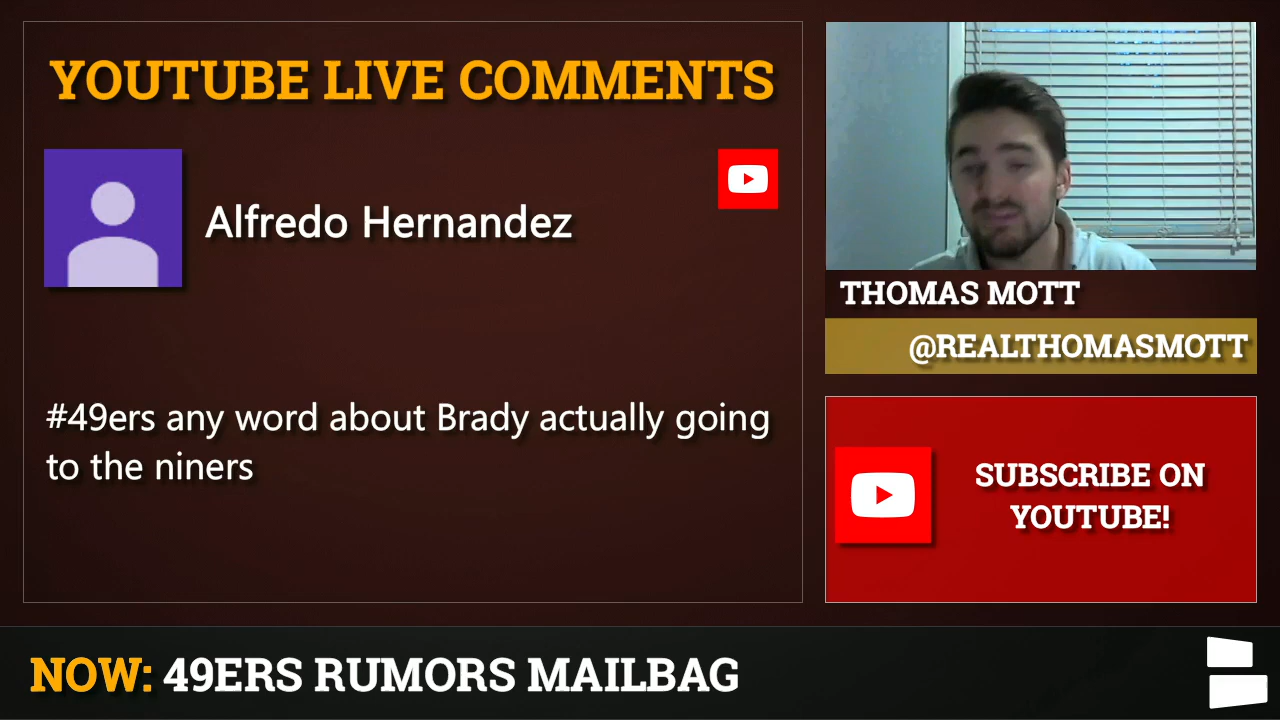 YOUTUBE LIVE COMMENTS
Alfredo Hernandez
#49ers any word about Brady actually going
to the niners
THOMAS MOTT
@REALTHOMASMOTT
SUBSCRIBE ON
YOUTUBE!
NOW: 49ERS RUMORS MAILBAG